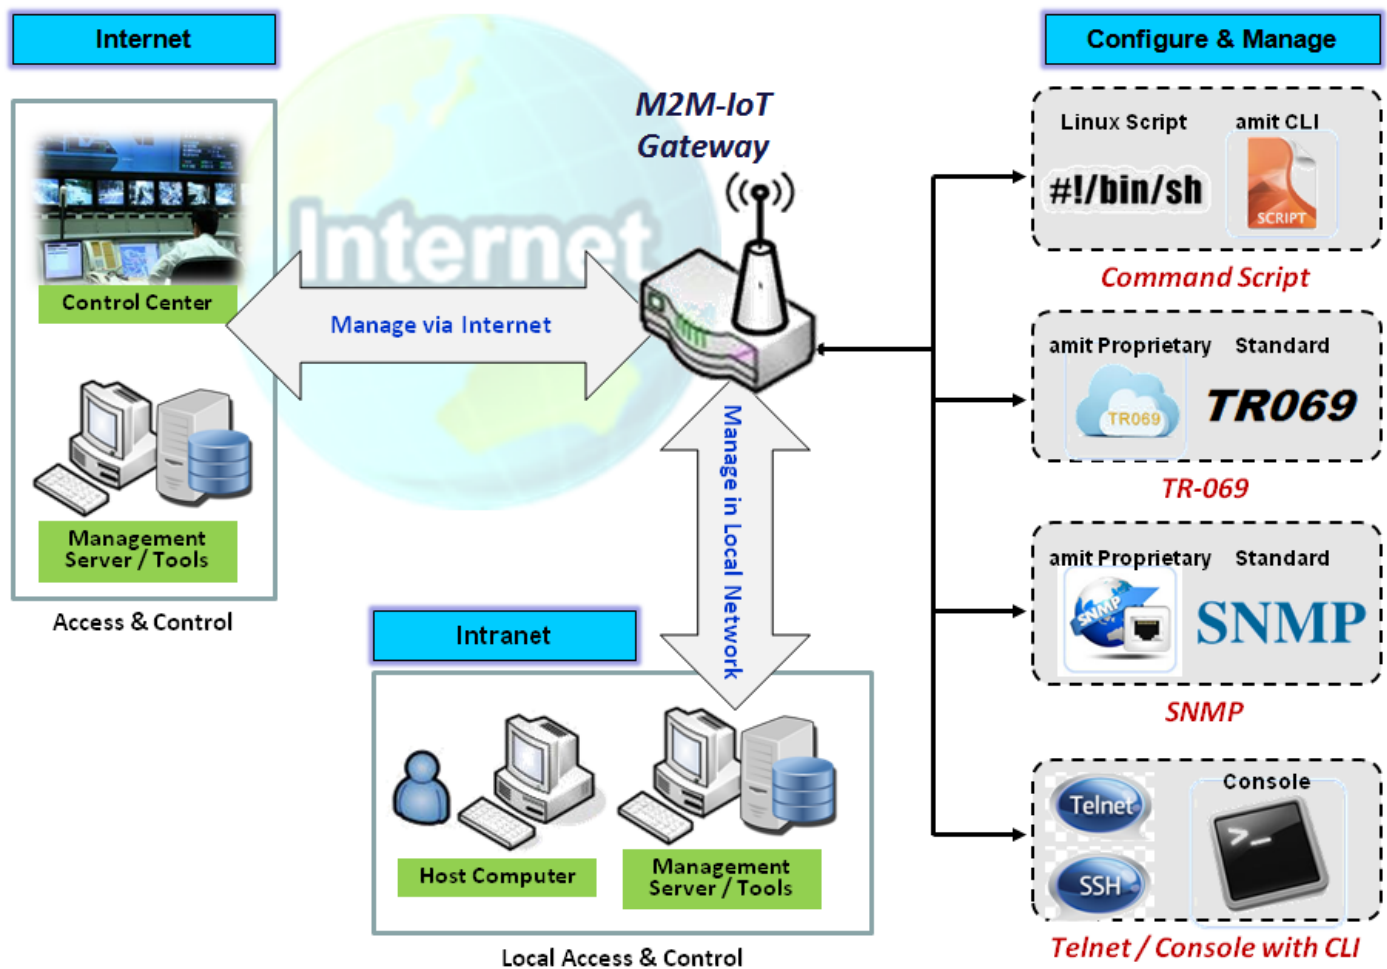 Internet
Configure & Manage
M2M-IoT
Gateway
Linux Script
amit CLI
#!/bin/sh
SCRIPT
Command Script
Internet
Control Center
Manage via Internet
amit Proprietary
Standard
TR069
TR069
TR-069
Management
Server / Tools
Access & Control
Manage in Local Network
amit Proprietary
Standard
SNMP
SNMP
SNMP
Intranet
Host Computer
Management
Server / Tools
Local Access & Control
Telnet
Console
>_
SSH
Telnet / Console with CLI